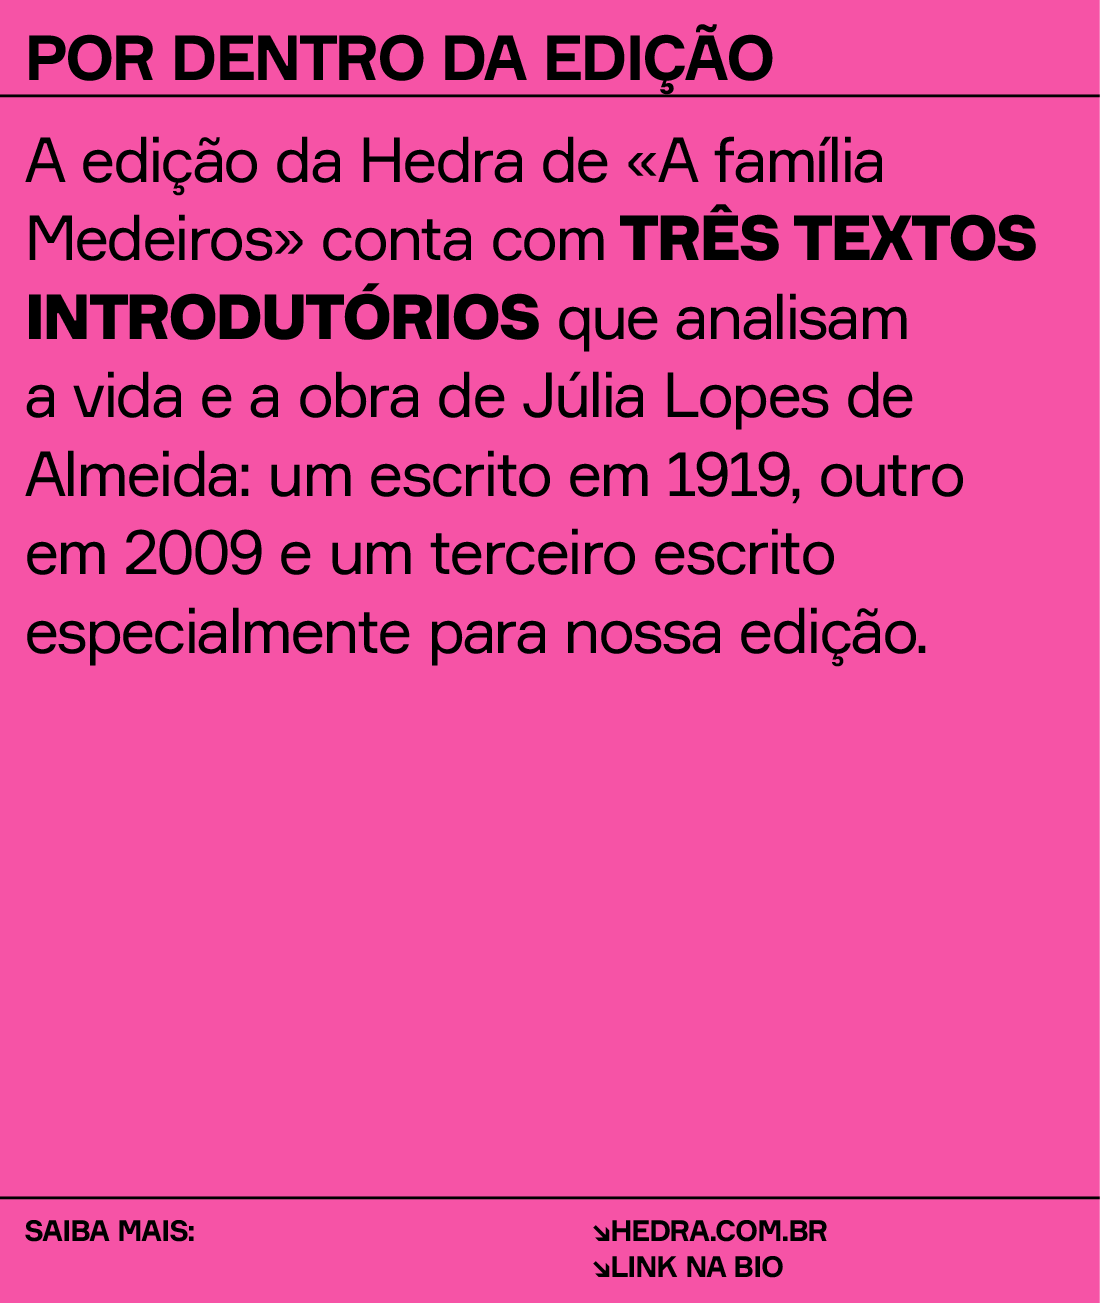 POR DENTRO DA EDIÇÃO
A edição da Hedra de «A família
Medeiros» conta com TRÊS TEXTOS
INTRODUTÓRIOS que analisam
a vida e a obra de Júlia Lopes de
Almeida: um escrito em 1919, outro
em 2009 e um terceiro escrito
especialmente para nossa edição.
SAIBA MAIS:
↘HEDRA.COM.BR
↘LINK NA BIO